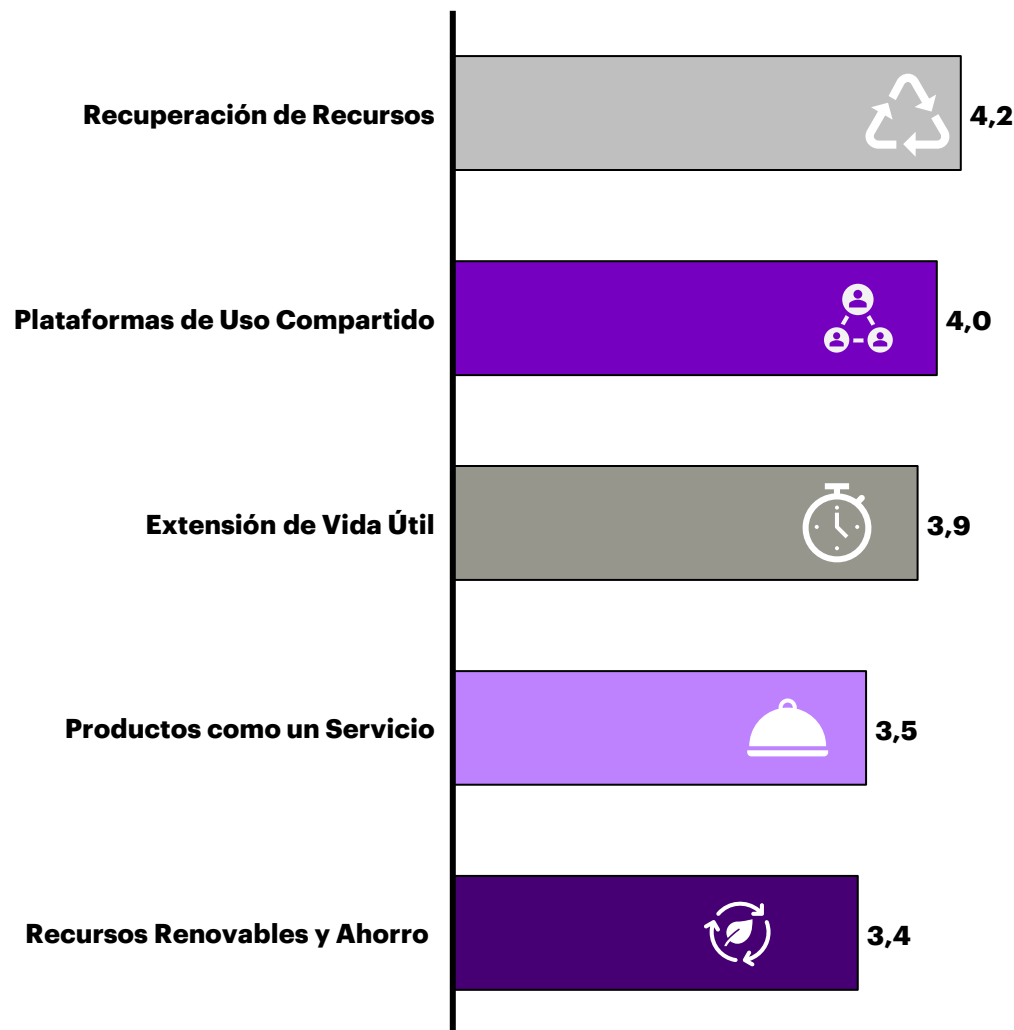 Recuperación de Recursos
4,2
Plataformas de Uso Compartido
4,0
Extensión de Vida Útil
3,9
Productos como un Servicio
3,5
Recursos Renovables y Ahorro
3,4